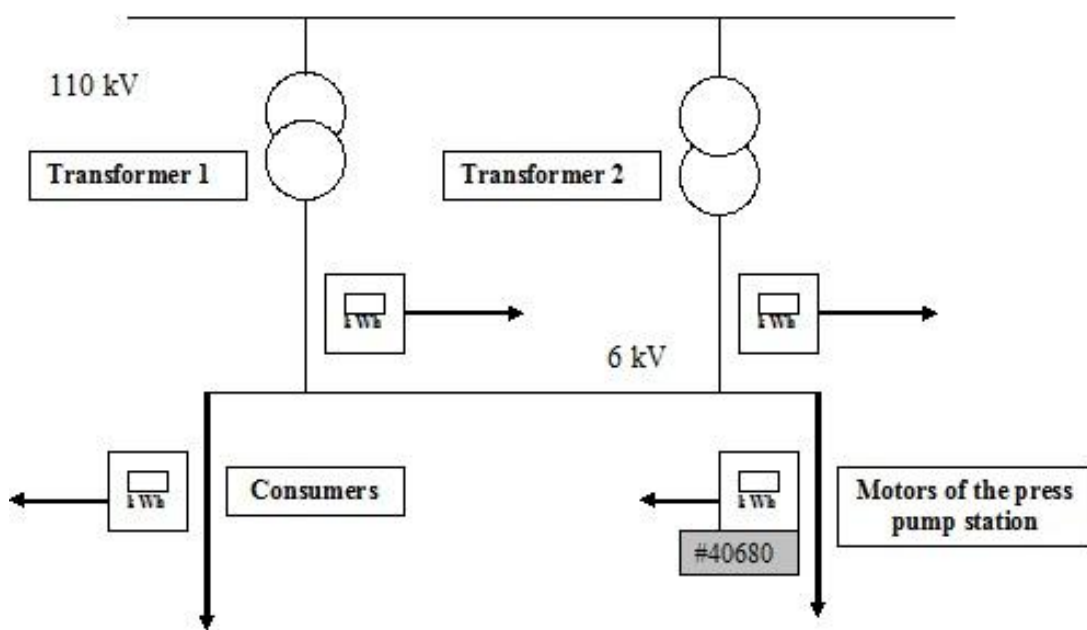 110 kV
Transformer 1
Transformer 2
kWh
kWh
6 kV
kWh
Consumers
kWh
Motors of the press
pump station
#40680